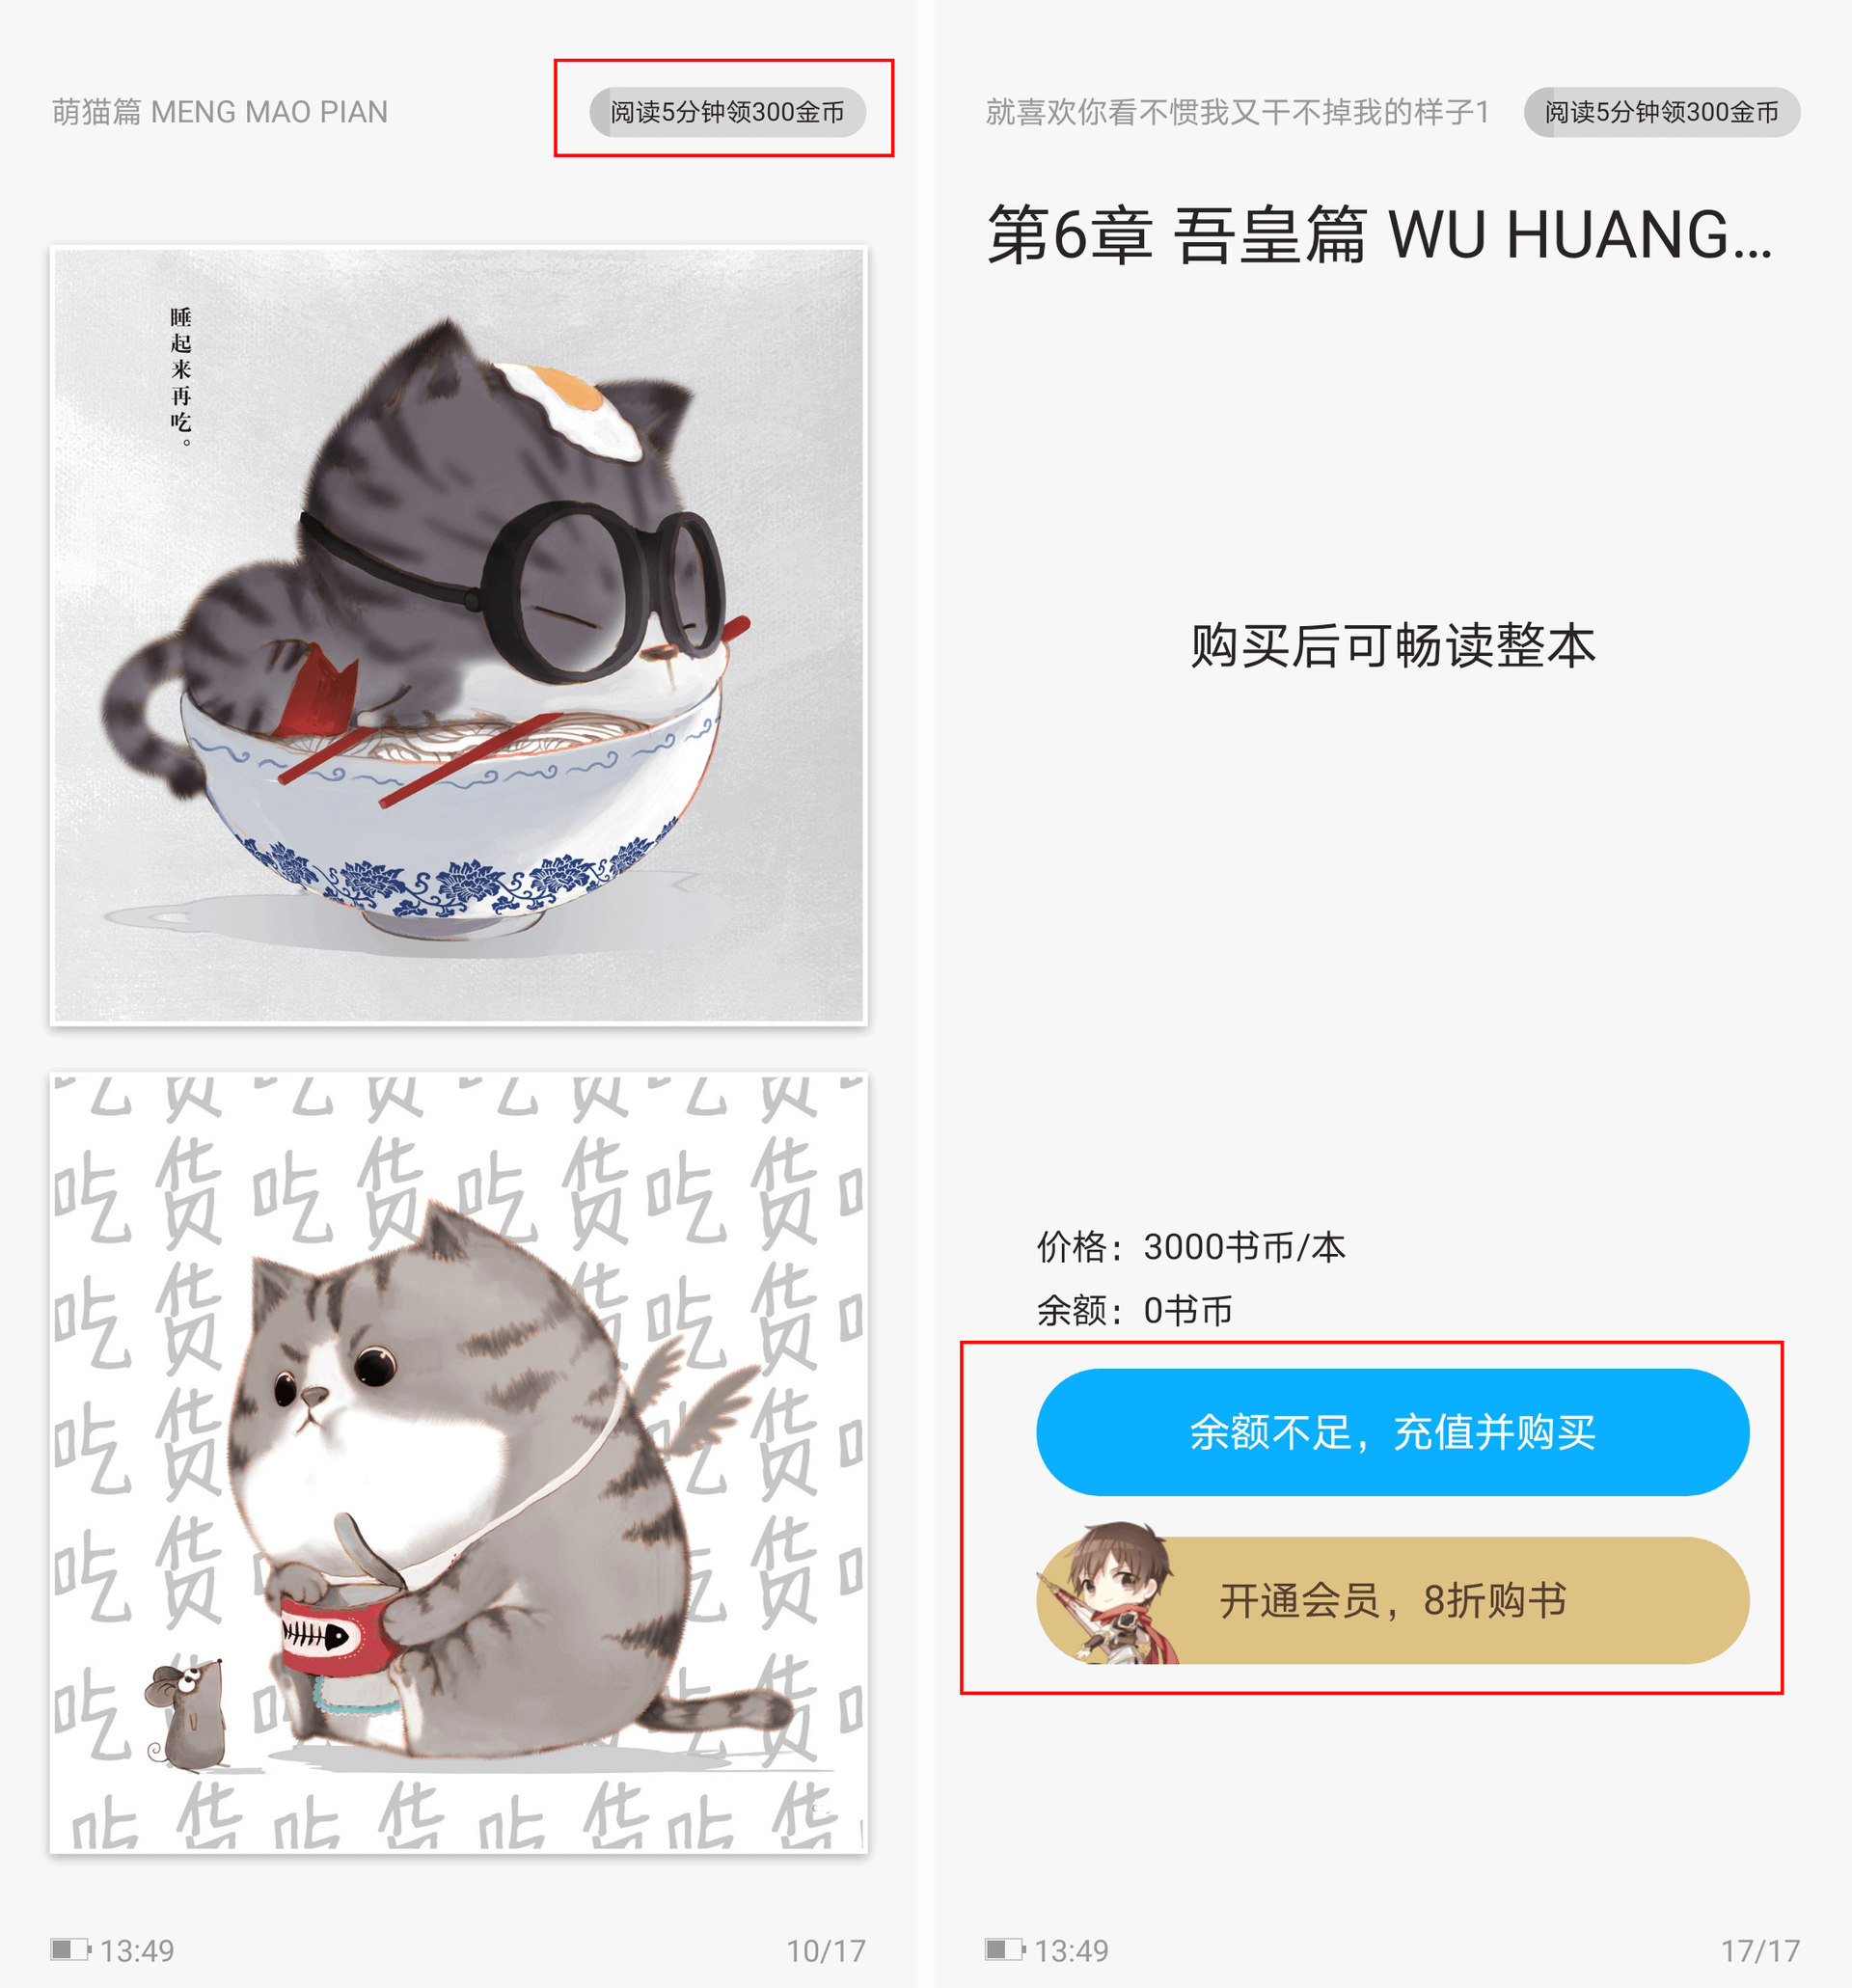 萌猫篇 MENG MAO PIAN
阅读5分钟领300金币
睡起来再吃。
吃货吃货吃货吃货
吃货吃货吃货吃货吃
吃货
货吃
吃货
货吃
吃货
货吃
吃货
货吃
吃货吃货吃货吃货
13:49
10/17
就喜欢你看不惯我又干不掉我的样子1
阅读5分钟领300金币
第6章 吾皇篇 WU HUANG...
购买后可畅读整本
价格：3000书币/本
余额：0书币
余额不足，充值并购买
开通会员，8折购书
13:49
17/17